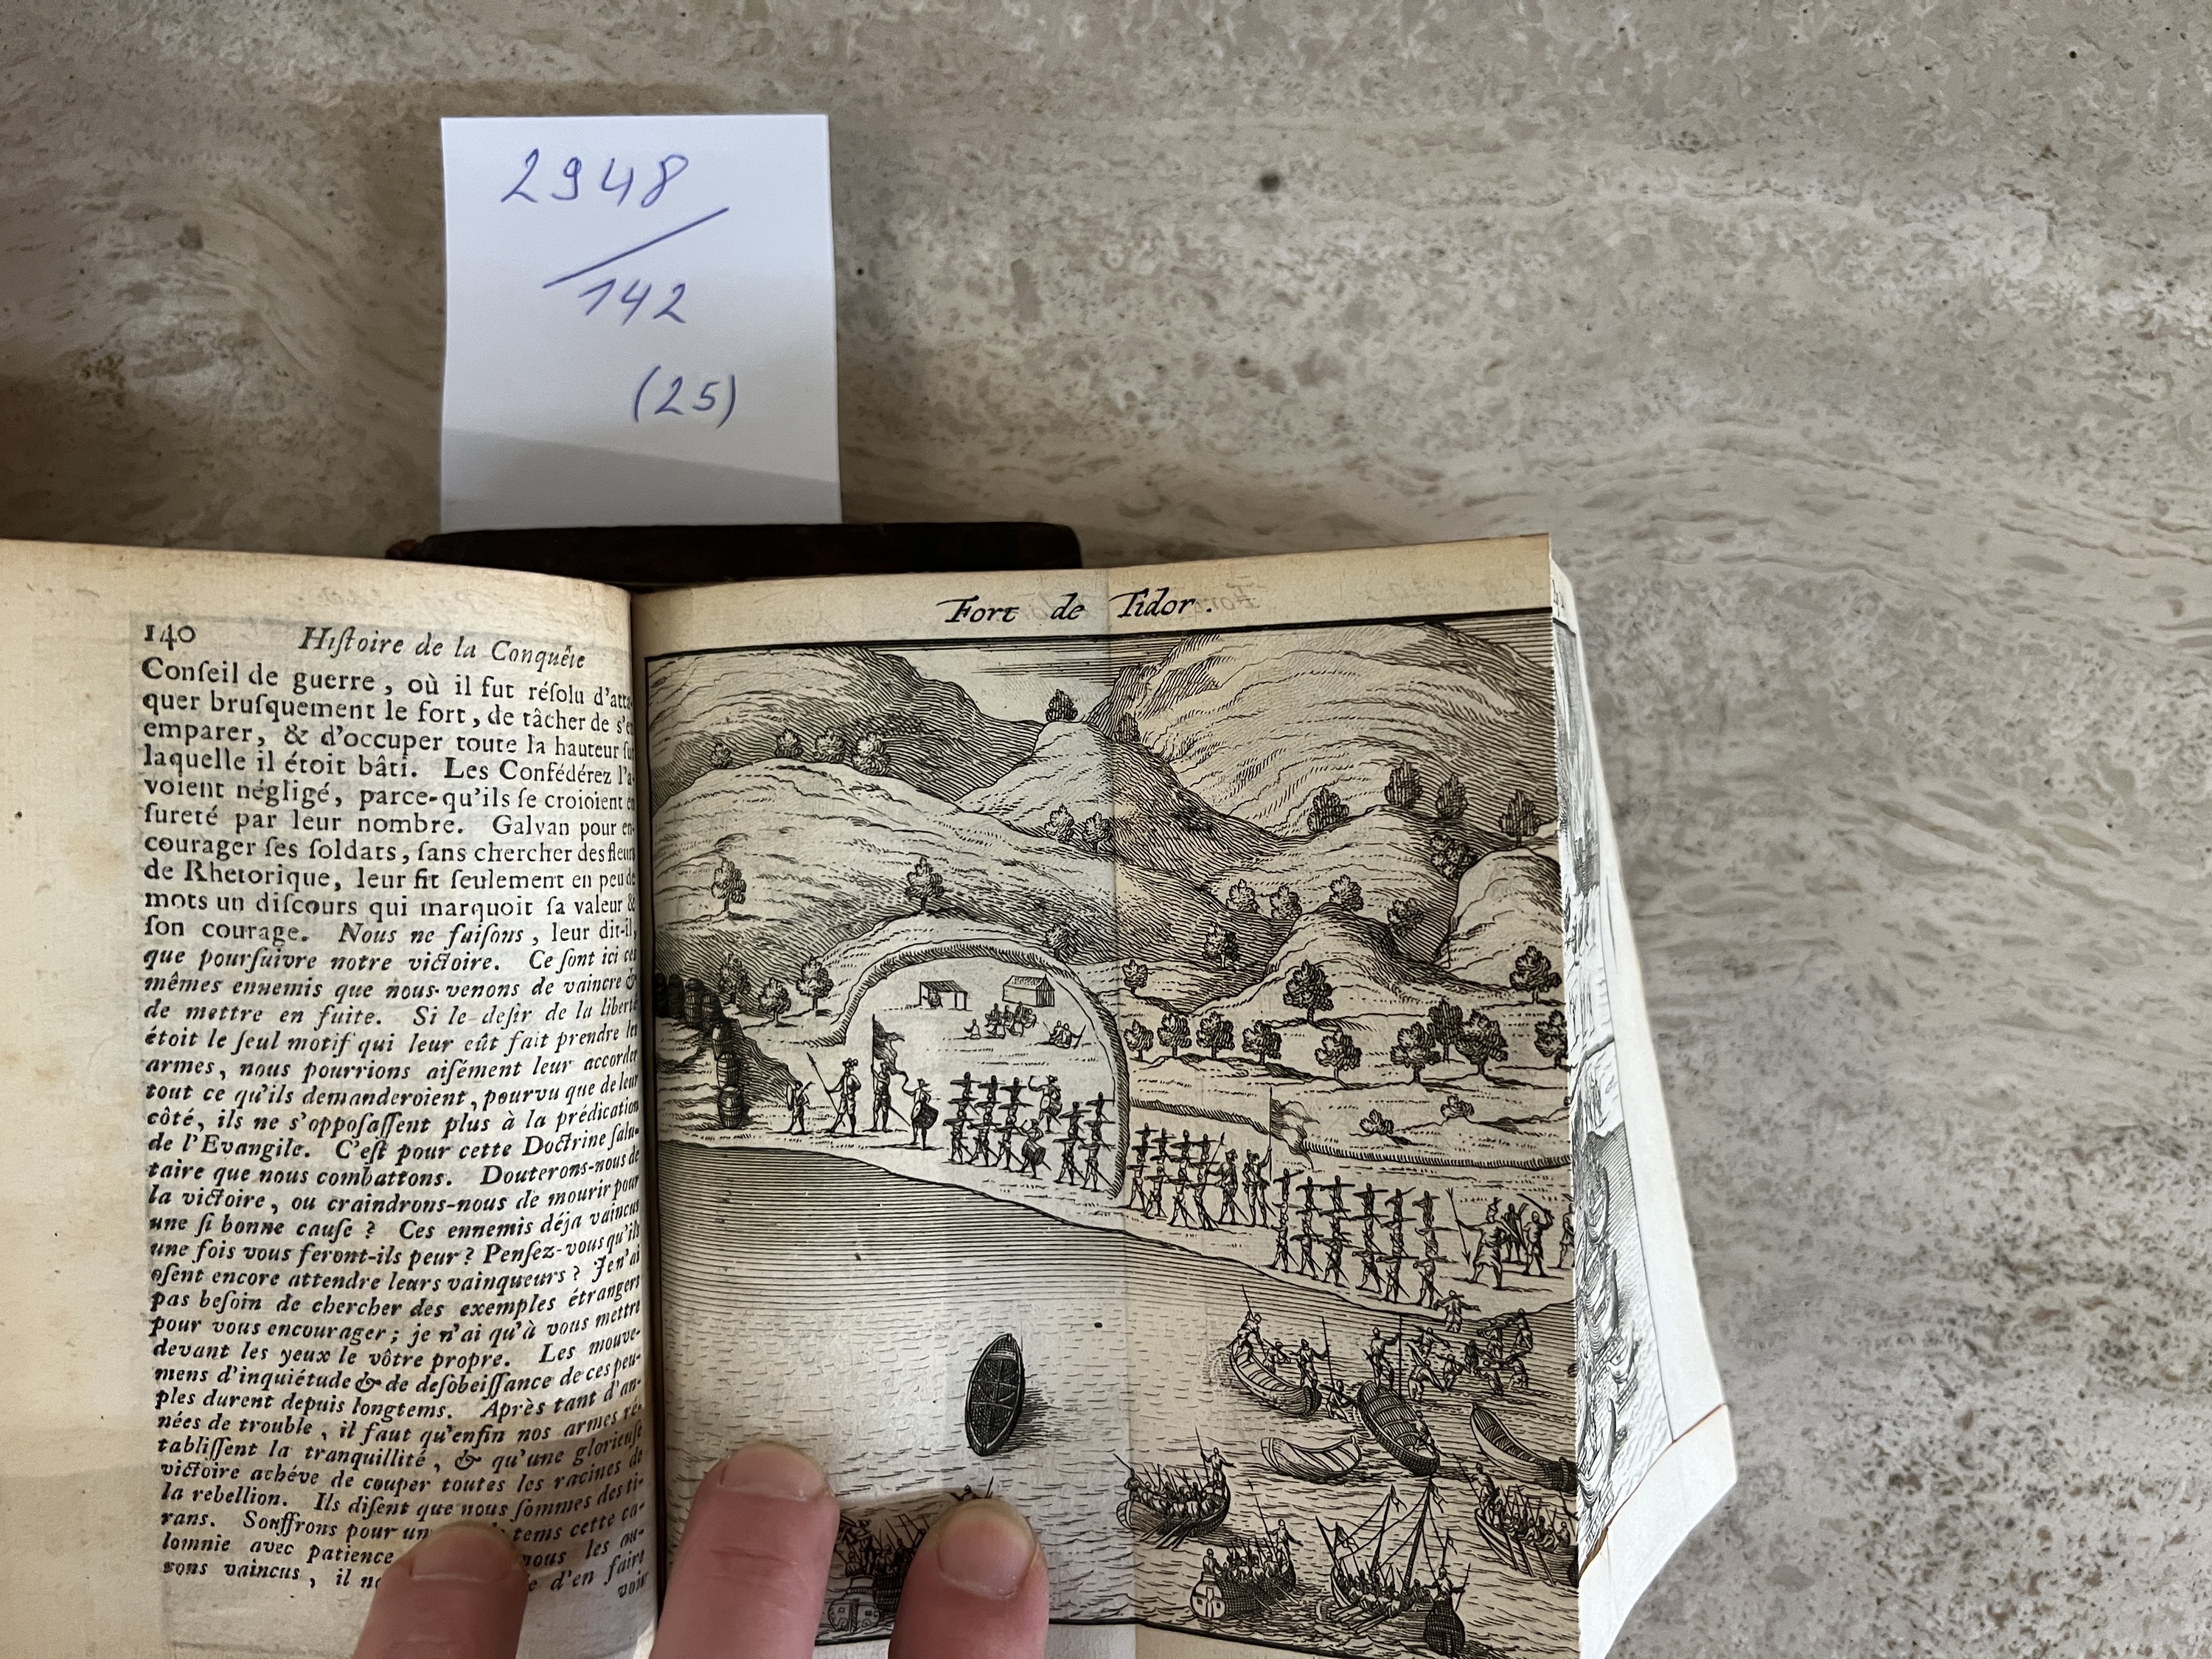 2948
/
142
(25)
140 Hiſtoire de la Conquête
Conſeil de guerre, où il fut réſolu d'atta-
quer bruſquement le fort, de tâcher de s'en
emparer, & d'occuper toute la hauteur ſur
laquelle il étoit bâti. Les Confédérez l'a-
voient négligé, parce-qu'ils ſe croioient en
ſureté par leur nombre. Galvan pour en-
courager ſes ſoldats, ſans chercher des fleurs
de Rhetorique, leur fit ſeulement en peu de
mots un diſcours qui marquoit ſa valeur &
ſon courage. Nous ne faiſons, leur dit-il,
que pourſuivre notre victoire. Ce ſont ici ces
mêmes ennemis que nous venons de vaincre &
de mettre en fuite. Si le deſir de la liberté
étoit le ſeul motif qui leur eût fait prendre les
armes, nous pourrions aiſément leur accorder
tout ce qu'ils demanderoient, pourvu que de leur
côté, ils ne s'oppoſaſſent plus à la prédication
de l'Evangile. C'eſt pour cette Doctrine ſalu-
taire que nous combattons. Douterons-nous de
la victoire, ou craindrons-nous de mourir pour
une ſi bonne cauſe? Ces ennemis déja vaincus
une fois vous feront-ils peur? Penſez-vous qu'ils
oſent encore attendre leurs vainqueurs? Je n'ai
pas beſoin de chercher des exemples étrangers
pour vous encourager; je n'ai qu'à vous mettre
devant les yeux le vôtre propre. Les mouve-
mens d'inquiétude & de deſobeiſſance de ces peu-
ples durent depuis longtems. Après tant d'an-
nées de trouble, il faut qu'enfin nos armes ré-
tabliſſent la tranquillité, & qu'une glorieuſe
victoire achéve de couper toutes les racines de
la rebellion. Ils diſent que nous ſommes des ti-
rans. Souffrons pour un tems cette ca-
lomnie avec patience nous les au-
rons vaincus, il d'en faire
voir
Fort de Tidor.